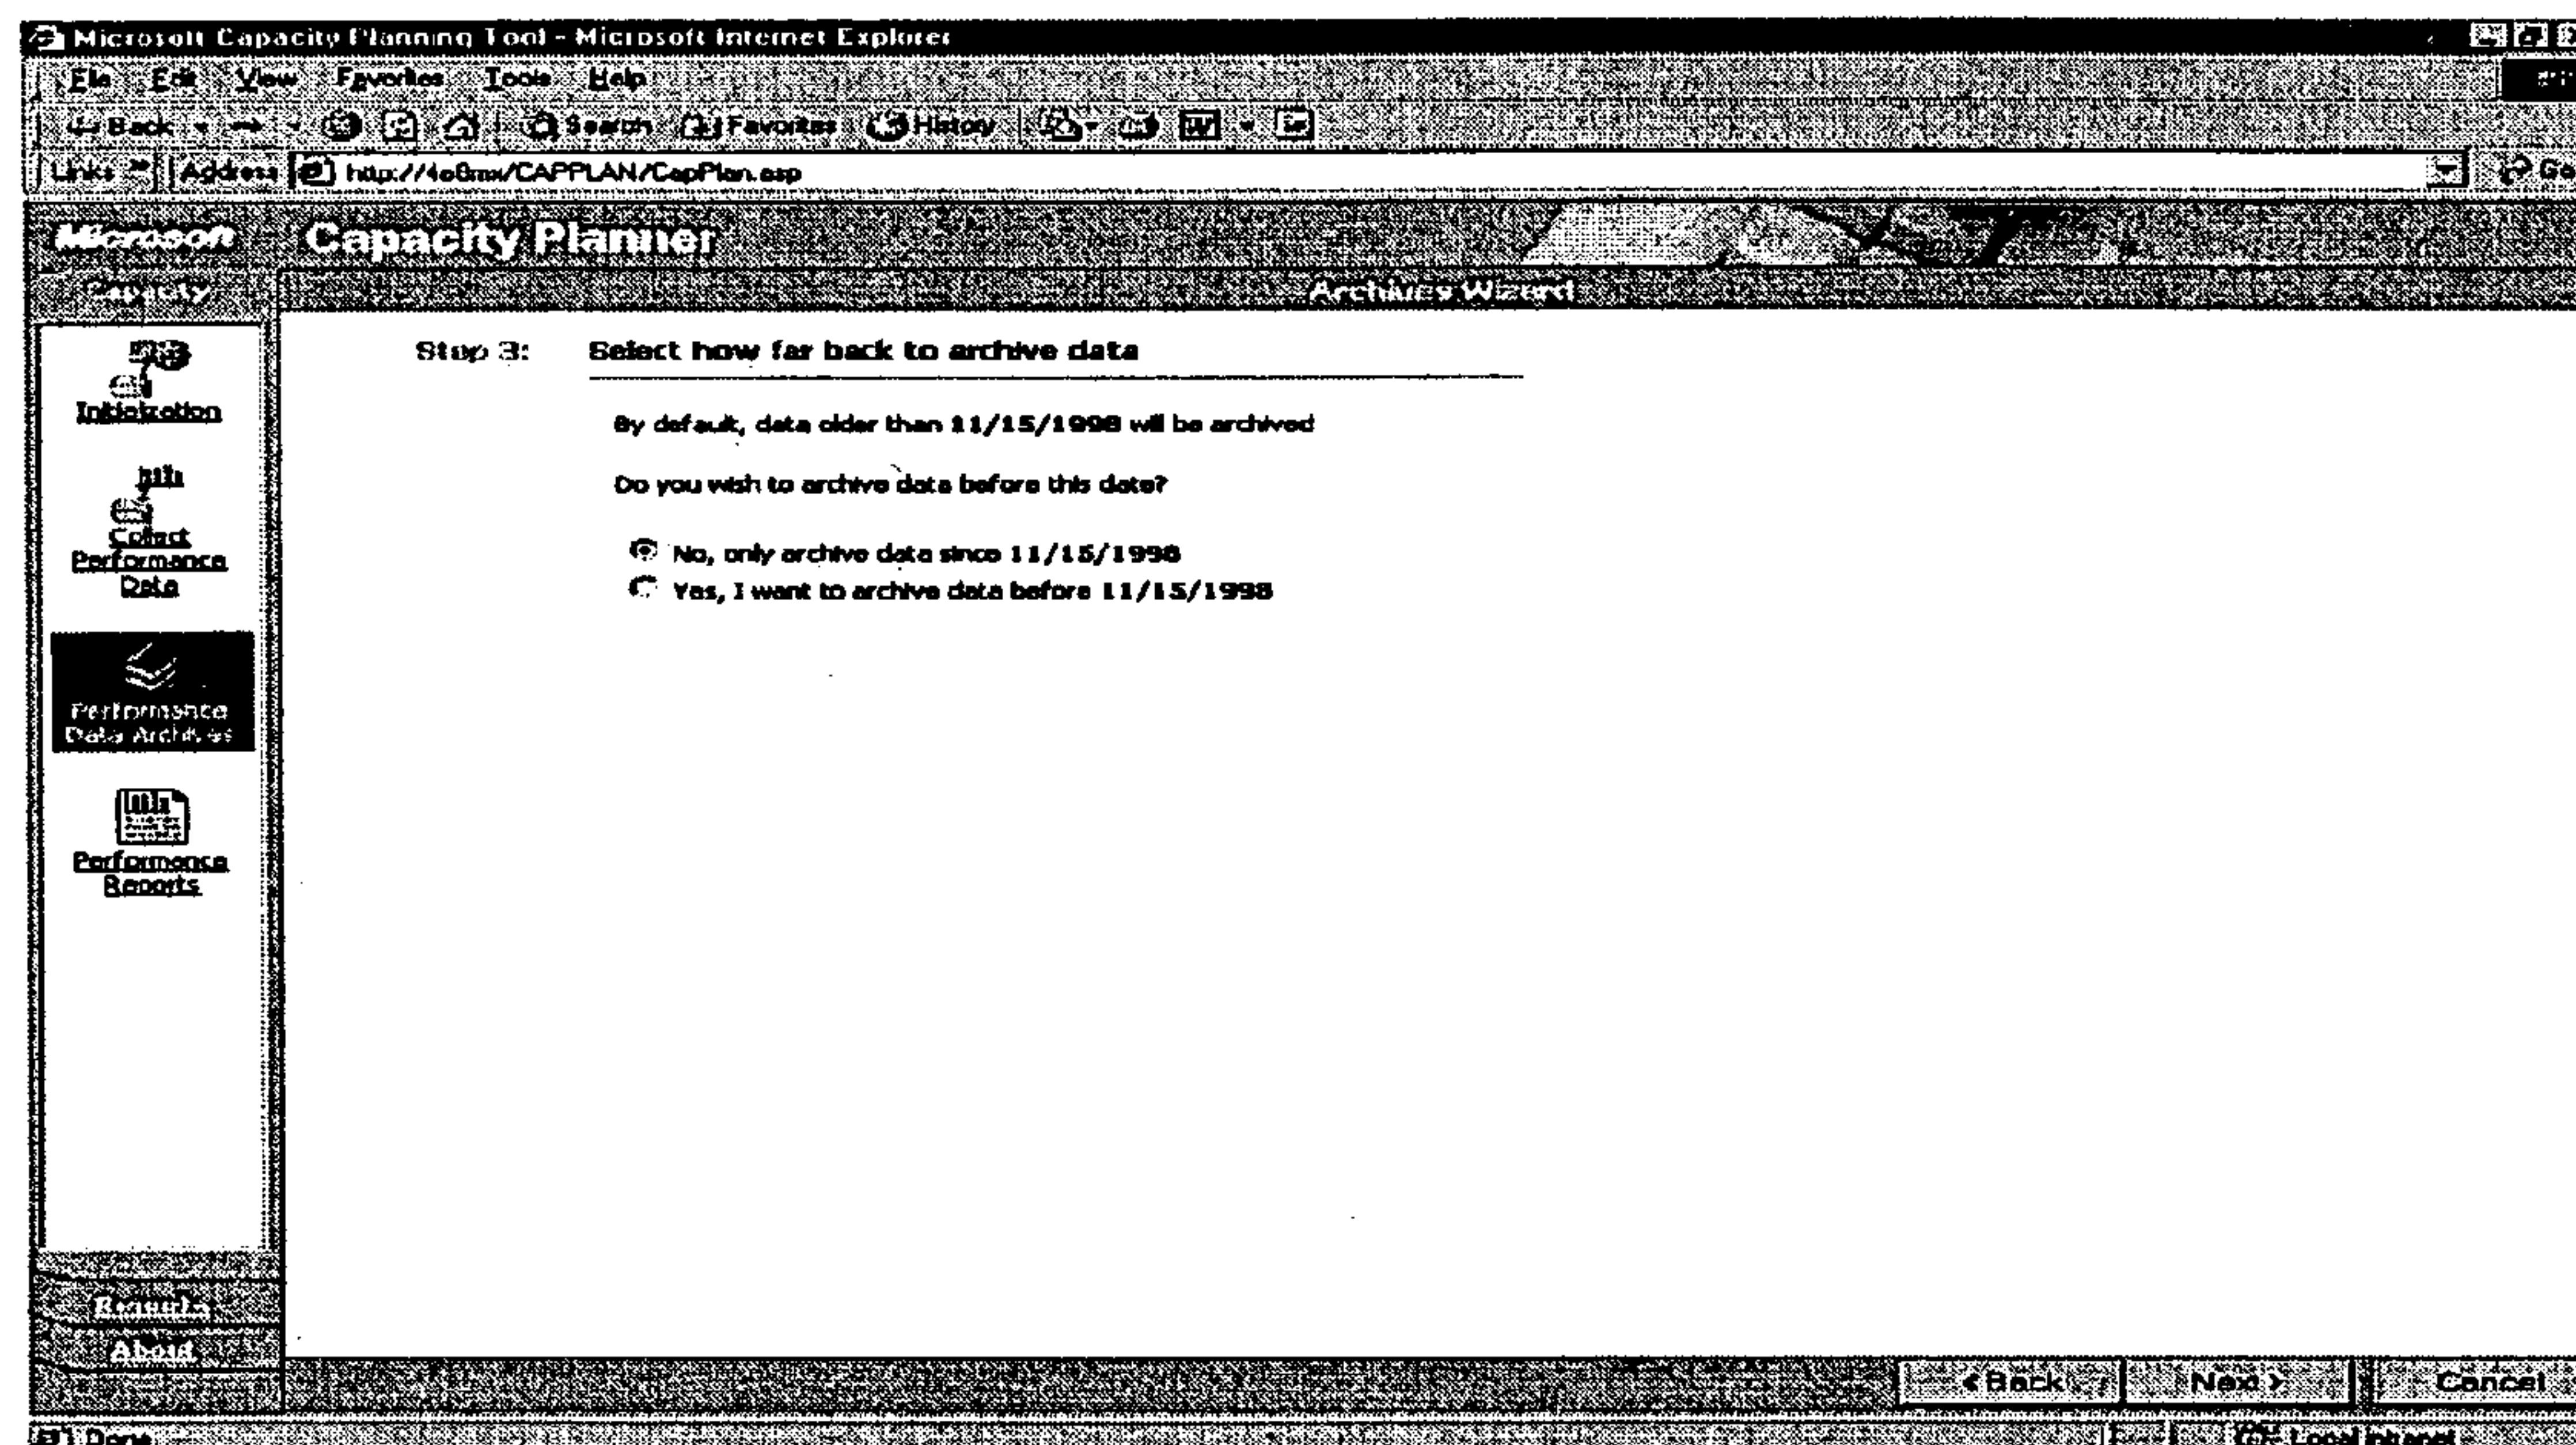 Microsoft Capacity Planning Tool - Microsoft Internet Explorer
File Edit View Favorites Tools Help
Back Search Favorites History
Links » Address http://4o8mx/CAPPLAN/CapPlan.asp Go
Microsoft Capacity Planner
Capacity
Archives Wizard
Initialization
Collect
Performance
Data
Performance
Data Archives
Performance
Reports
Step 3: Select how far back to archive data
By default, data older than 11/15/1998 will be archived
Do you wish to archive data before this date?
No, only archive data since 11/15/1998
Yes, I want to archive data before 11/15/1998
About
< Back Next > Cancel
Done Local intranet